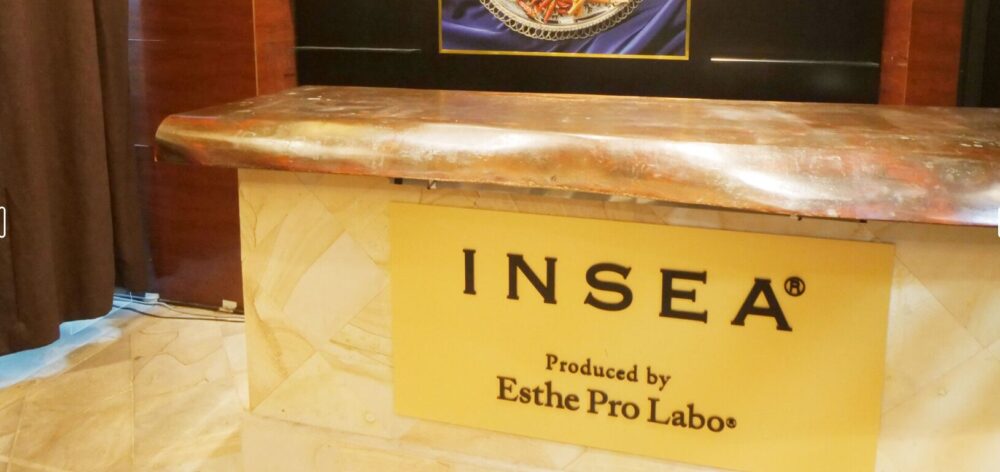 INSEA®
Produced by
Esthe Pro Labo®